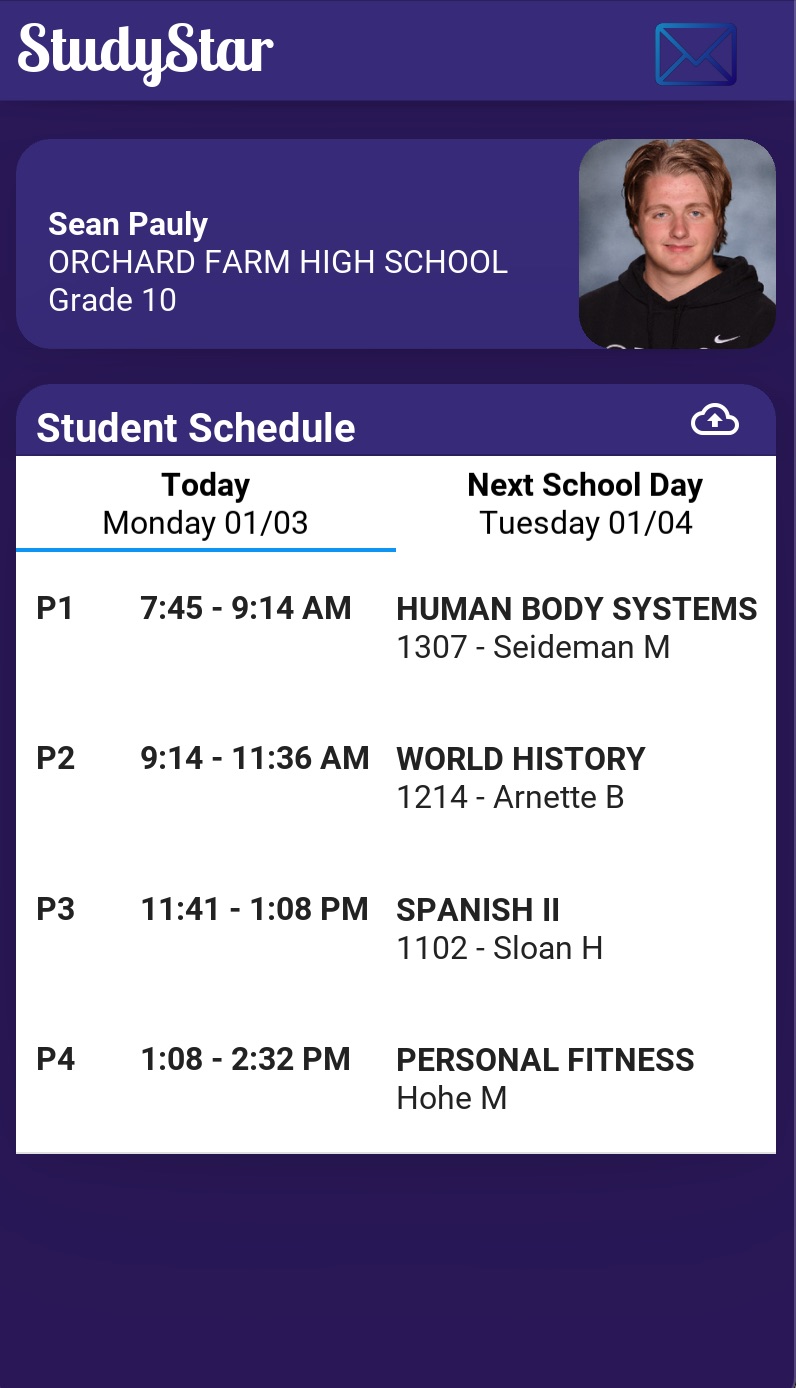 StudyStar
Sean Pauly
ORCHARD FARM HIGH SCHOOL
Grade 10
Student Schedule
Today
Monday 01/03
Next School Day
Tuesday 01/04
P1 7:45 - 9:14 AM HUMAN BODY SYSTEMS
1307 - Seideman M
P2 9:14 - 11:36 AM WORLD HISTORY
1214 - Arnette B
P3 11:41 - 1:08 PM SPANISH II
1102 - Sloan H
P4 1:08 - 2:32 PM PERSONAL FITNESS
Hohe M